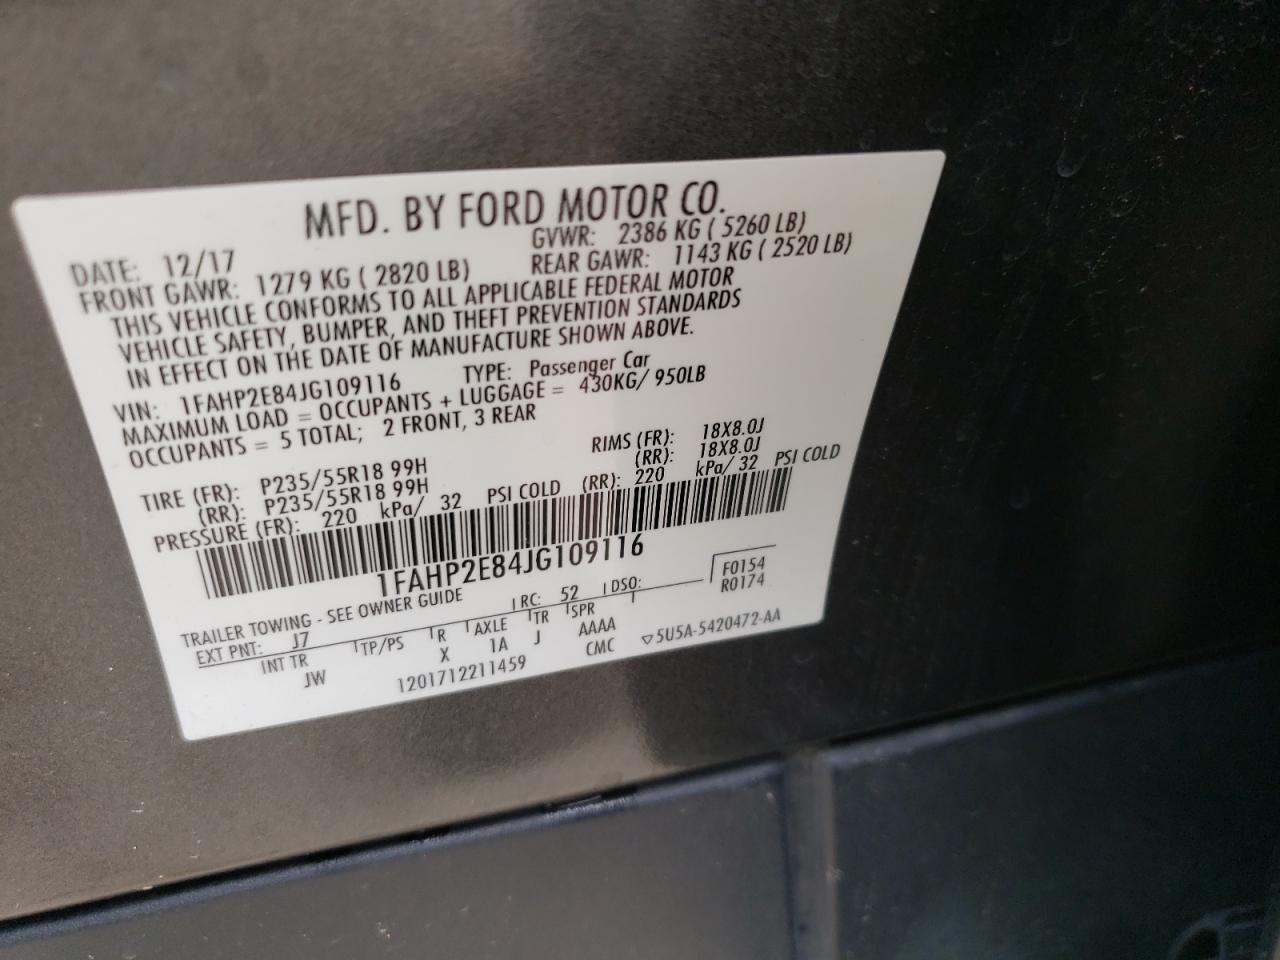 MFD. BY FORD MOTOR CO.
DATE: 12/17 GVWR: 2386 KG ( 5260 LB)
FRONT GAWR: 1279 KG ( 2820 LB) REAR GAWR: 1143 KG ( 2520 LB)
THIS VEHICLE CONFORMS TO ALL APPLICABLE FEDERAL MOTOR
VEHICLE SAFETY, BUMPER, AND THEFT PREVENTION STANDARDS
IN EFFECT ON THE DATE OF MANUFACTURE SHOWN ABOVE.
VIN: 1FAHP2E84JG109116 TYPE: Passenger Car
MAXIMUM LOAD = OCCUPANTS + LUGGAGE = 430KG/ 950LB
OCCUPANTS = 5 TOTAL; 2 FRONT, 3 REAR
TIRE (FR): P235/55R18 99H RIMS (FR): 18X8.0J
(RR): P235/55R18 99H (RR): 18X8.0J
PRESSURE (FR): 220 kPa/ 32 PSI COLD (RR): 220 kPa/ 32 PSI COLD
1FAHP2E84JG109116
TRAILER TOWING - SEE OWNER GUIDE F0154
EXT PNT: J7 RC: 52 DSO: R0174
INT TR TP/PS R AXLE TR SPR
JW X 1A J AAAA
1201712211459 CMC ▽5U5A-5420472-AA